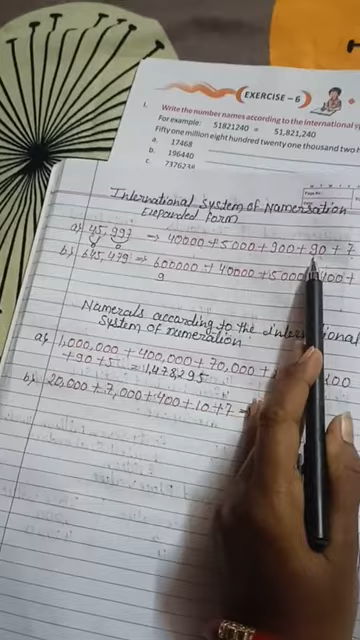 EXERCISE – 6
1. Write the number names according to the international
For example: 51821240 = 51,821,240
Fifty one million eight hundred twenty one thousand two
a. 17468
b. 196440
c.
International System of Numeration
Expanded form
a) 45,997 => 40000 + 5000 + 900 + 90 + 7
b) 645,479 => 600000 + 40000 + 5000 + 400 +
9
Numerals according to the
System of numeration
a) 1,000,000 + 400,000 + 70,000 + 100
+ 90 + 5 = 1,478,295
b) 20,000 + 7,000 + 400 + 10 + 7 =